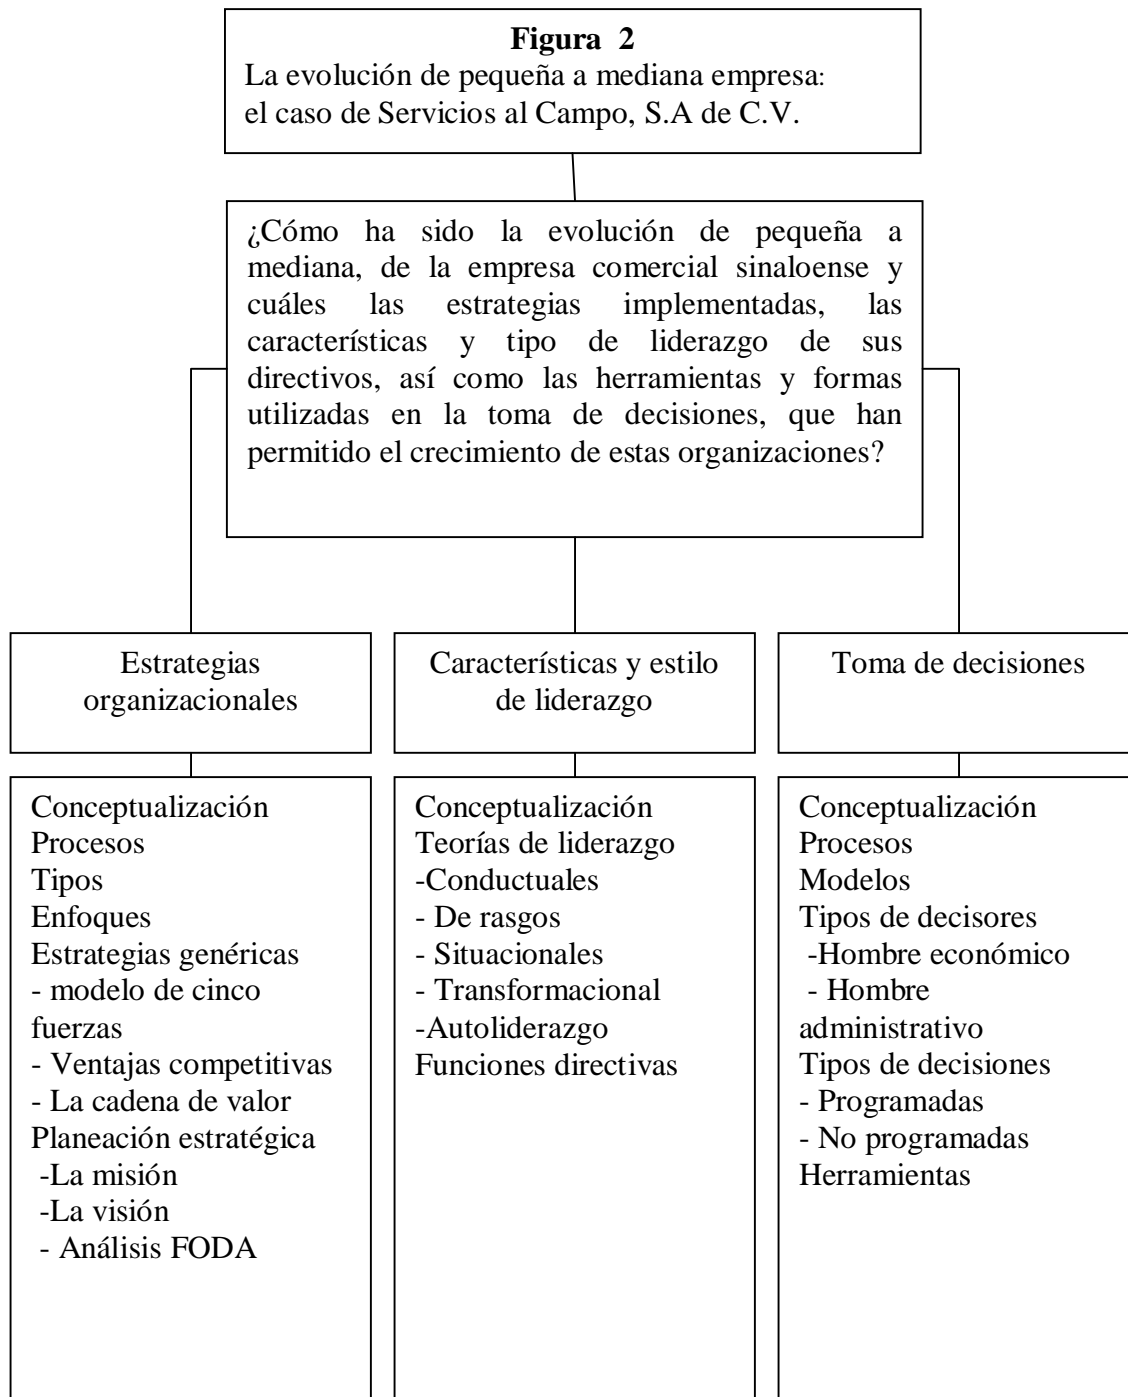 Figura 2
La evolución de pequeña a mediana empresa:
el caso de Servicios al Campo, S.A de C.V.
¿Cómo ha sido la evolución de pequeña a
mediana, de la empresa comercial sinaloense y
cuáles las estrategias implementadas, las
características y tipo de liderazgo de sus
directivos, así como las herramientas y formas
utilizadas en la toma de decisiones, que han
permitido el crecimiento de estas organizaciones?
Estrategias
organizacionales
Características y estilo
de liderazgo
Toma de decisiones
Conceptualización
Procesos
Tipos
Enfoques
Estrategias genéricas
- modelo de cinco
fuerzas
- Ventajas competitivas
- La cadena de valor
Planeación estratégica
-La misión
-La visión
- Análisis FODA
Conceptualización
Teorías de liderazgo
-Conductuales
- De rasgos
- Situacionales
- Transformacional
-Autoliderazgo
Funciones directivas
Conceptualización
Procesos
Modelos
Tipos de decisores
-Hombre económico
- Hombre
administrativo
Tipos de decisiones
- Programadas
- No programadas
Herramientas